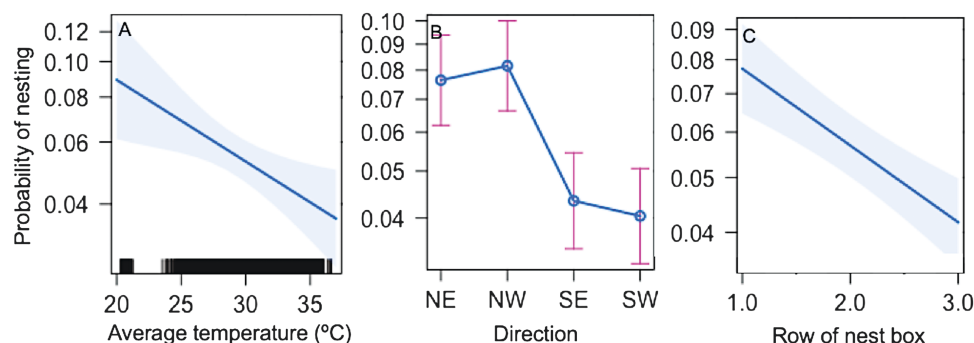 Probability of nesting
A
0.12
0.10
0.08
0.06
0.04
20 25 30 35
Average temperature (ºC)
B
0.10
0.09
0.08
0.07
0.06
0.05
0.04
NE NW SE SW
Direction
C
0.09
0.08
0.07
0.06
0.05
0.04
1.0 2.0 3.0
Row of nest box